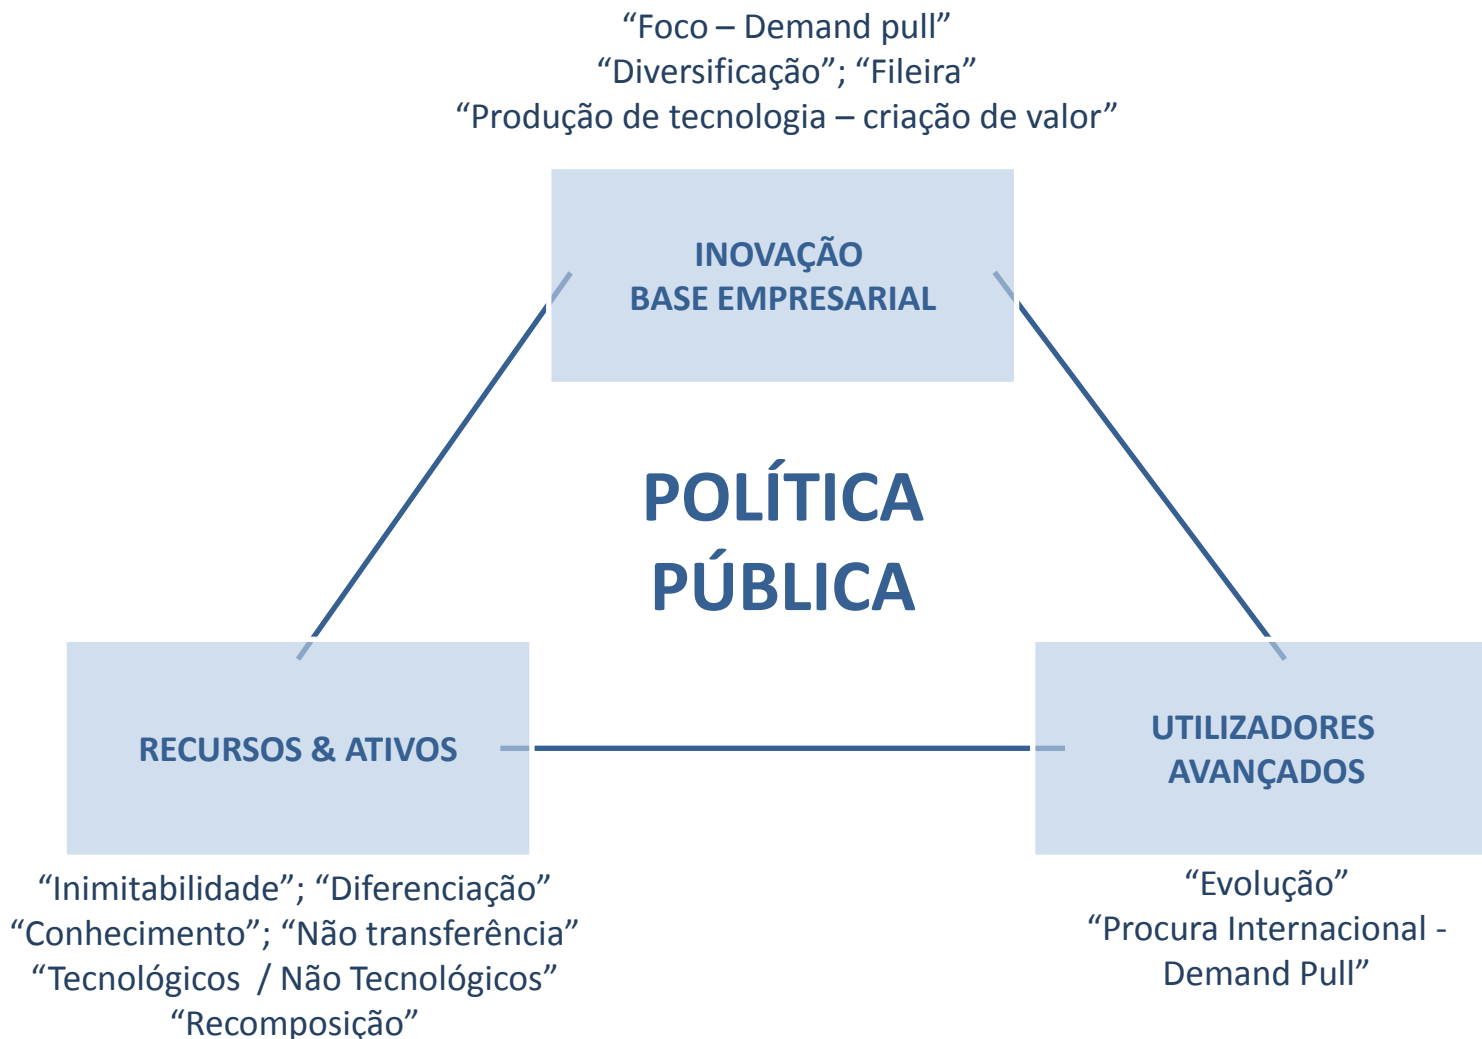 “Foco – Demand pull”
“Diversificação”; “Fileira”
“Produção de tecnologia – criação de valor”
INOVAÇÃO
BASE EMPRESARIAL
POLÍTICA
PÚBLICA
RECURSOS & ATIVOS
UTILIZADORES
AVANÇADOS
“Inimitabilidade”; “Diferenciação”
“Conhecimento”; “Não transferência”
“Tecnológicos / Não Tecnológicos”
“Recomposição”
“Evolução”
“Procura Internacional -
Demand Pull”